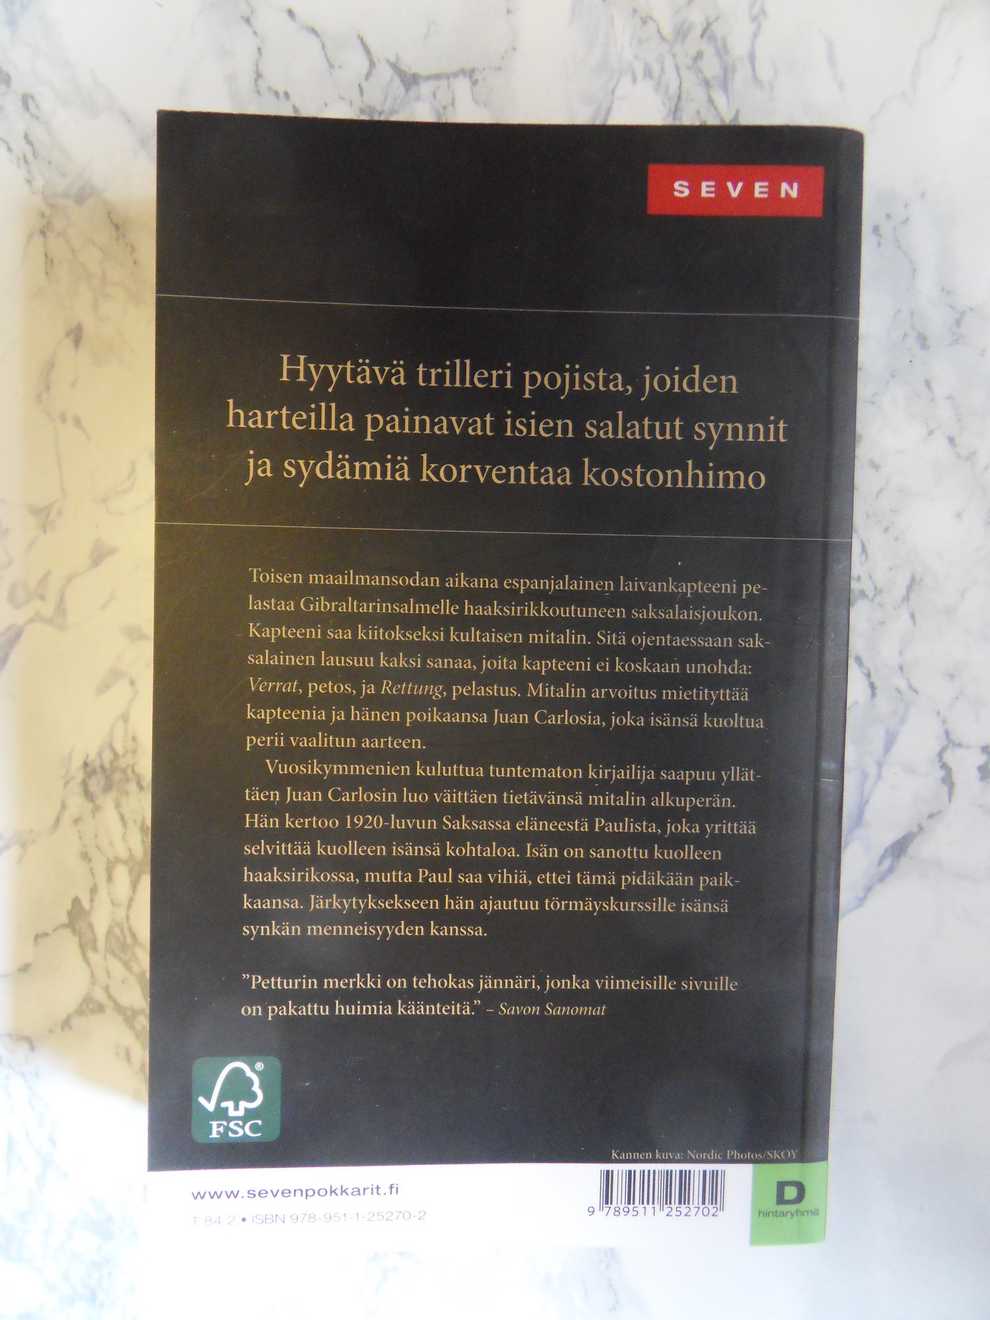 SEVEN
Hyytävä trilleri pojista, joiden
harteilla painavat isien salatut synnit
ja sydämiä korventaa kostonhimo
Toisen maailmansodan aikana espanjalainen laivankapteeni pe-
lastaa Gibraltarinsalmelle haaksirikkoutuneen saksalaisjoukon.
Kapteeni saa kiitokseksi kultaisen mitalin. Sitä ojentaessaan sak-
salainen lausuu kaksi sanaa, joita kapteeni ei koskaan unohda:
Verrat, petos, ja Rettung, pelastus. Mitalin arvoitus mietityttää
kapteenia ja hänen poikaansa Juan Carlosia, joka isänsä kuoltua
perii vaalitun aarteen.
Vuosikymmenien kuluttua tuntematon kirjailija saapuu yllät-
täen Juan Carlosin luo väittäen tietävänsä mitalin alkuperän.
Hän kertoo 1920-luvun Saksassa eläneestä Paulista, joka yrittää
selvittää kuolleen isänsä kohtaloa. Isän on sanottu kuolleen
haaksirikossa, mutta Paul saa vihiä, ettei tämä pidäkään paik-
kaansa. Järkytyksekseen hän ajautuu törmäyskurssille isänsä
synkän menneisyyden kanssa.
”Petturin merkki on tehokas jännäri, jonka viimeisille sivuille
on pakattu huimia käänteitä.” – Savon Sanomat
®
FSC
Kannen kuva: Nordic Photos/SKOY
www.sevenpokkarit.fi
T 84.2 • ISBN 978-951-1-25270-2
9 789511 252702
D
hintaryhmä